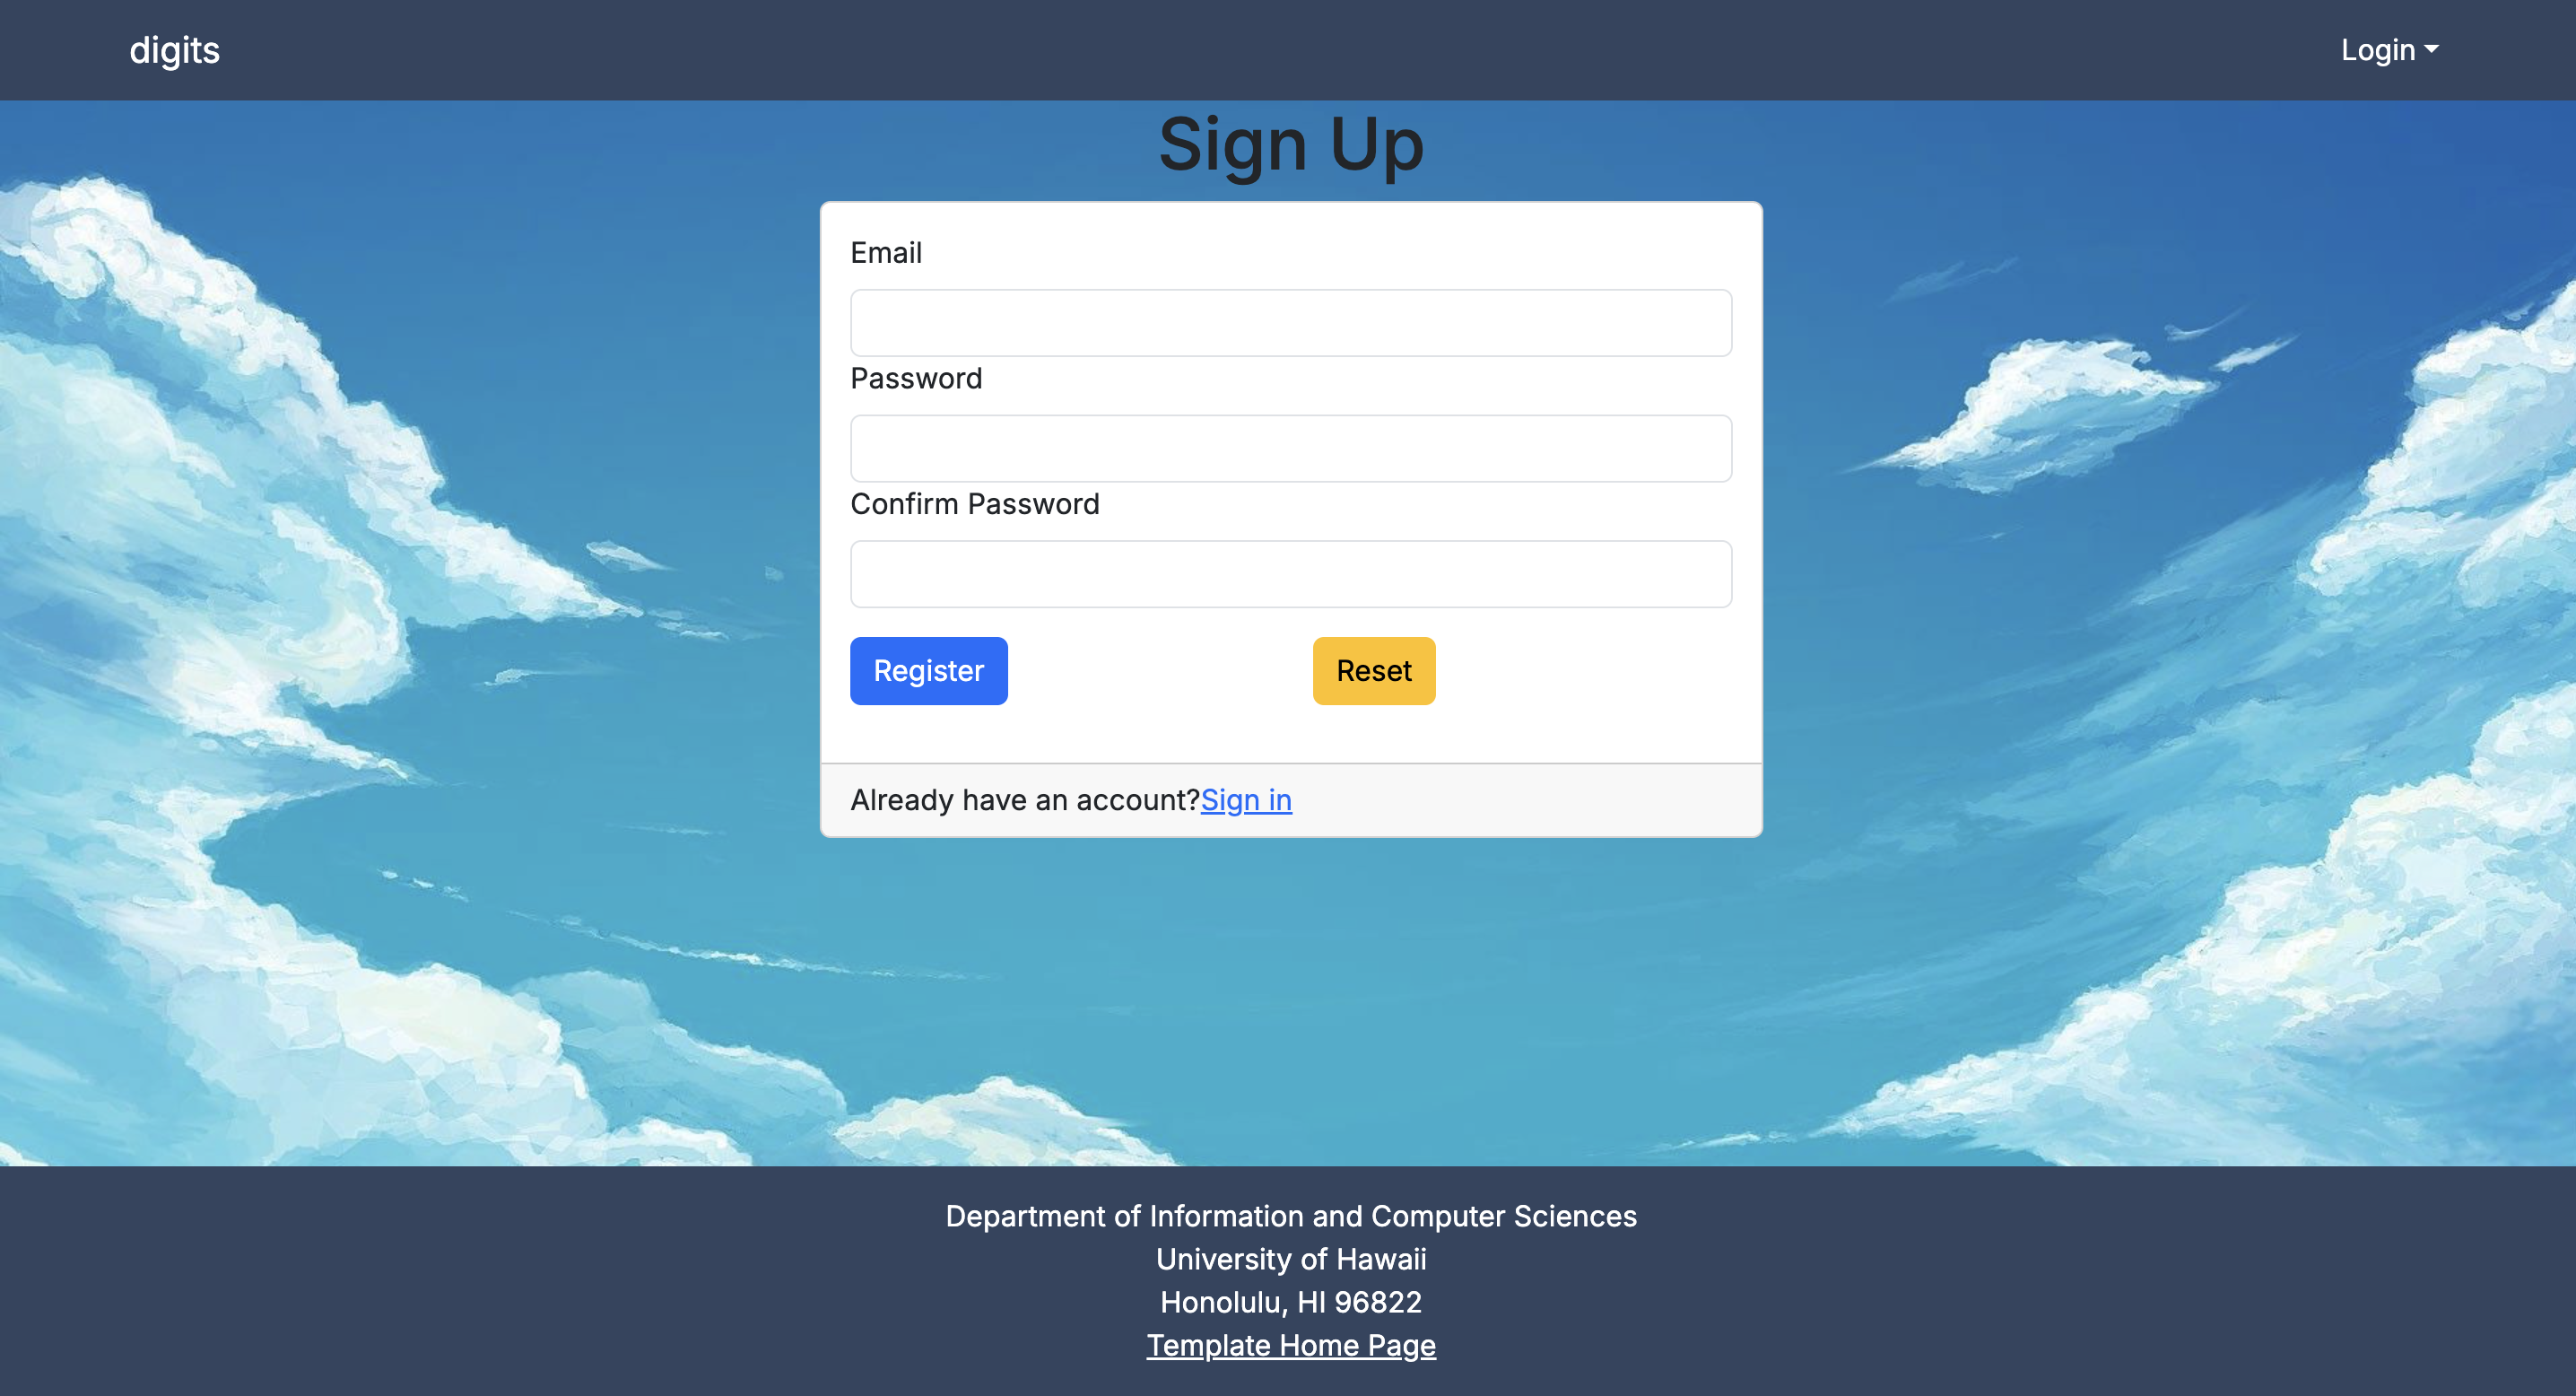 digits
Login
Sign Up
Email
Password
Confirm Password
Register
Reset
Already have an account?Sign in
Department of Information and Computer Sciences
University of Hawaii
Honolulu, HI 96822
Template Home Page